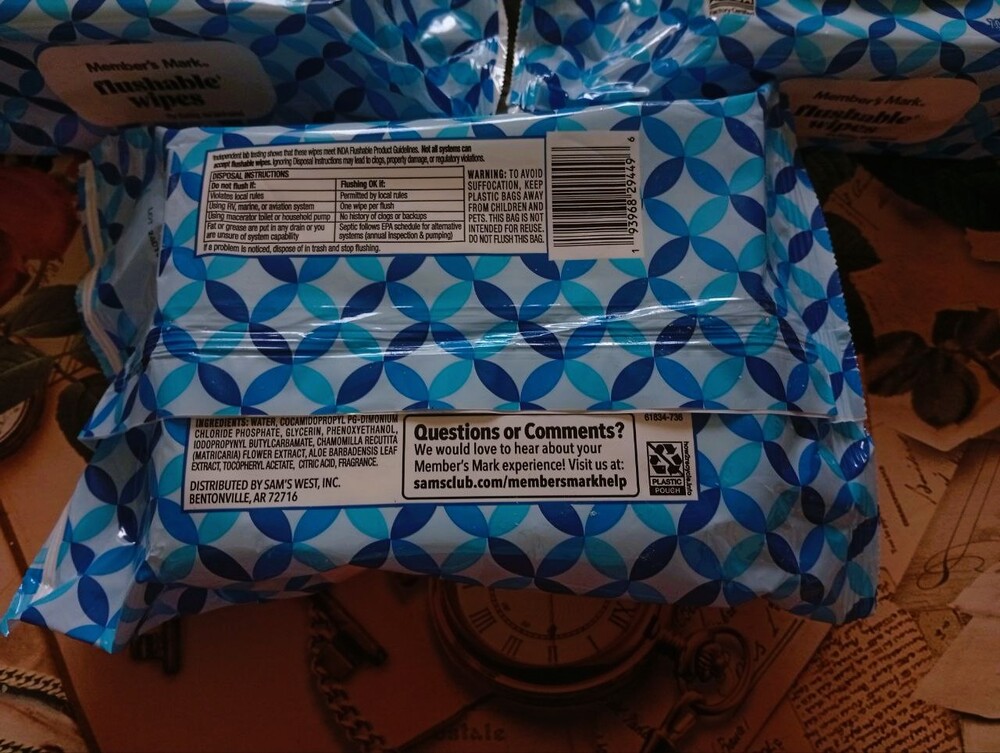 Member's Mark™
flushable*
wipes
Member's Mark™
flushable*
wipes
*Independent lab testing shows that these wipes meet INDA Flushable Product Guidelines. Not all systems can
accept flushable wipes. Ignoring Disposal Instructions may lead to clogs, property damage, or regulatory violations.
DISPOSAL INSTRUCTIONS
Do not flush if: Flushing OK if:
Violates local rules Permitted by local rules
Using RV, marine, or aviation system One wipe per flush
Using macerator toilet or household pump No history of clogs or backups
Fat or grease are put in any drain or you Septic follows EPA schedule for alternative
are unsure of system capability systems (annual inspection & pumping)
If a problem is noticed, dispose of in trash and stop flushing.
WARNING: TO AVOID
SUFFOCATION, KEEP
PLASTIC BAGS AWAY
FROM CHILDREN AND
PETS. THIS BAG IS NOT
INTENDED FOR REUSE.
DO NOT FLUSH THIS BAG.
1 93968 29449 6
INGREDIENTS: WATER, COCAMIDOPROPYL PG-DIMONIUM
CHLORIDE PHOSPHATE, GLYCERIN, PHENOXYETHANOL,
IODOPROPYNYL BUTYLCARBAMATE, CHAMOMILLA RECUTITA
(MATRICARIA) FLOWER EXTRACT, ALOE BARBADENSIS LEAF
EXTRACT, TOCOPHERYL ACETATE, CITRIC ACID, FRAGRANCE.
DISTRIBUTED BY SAM'S WEST, INC.
BENTONVILLE, AR 72716
Questions or Comments?
We would love to hear about your
Member's Mark experience! Visit us at:
samsclub.com/membersmarkhelp
61834-736
PLASTIC
POUCH
how2recycle.info